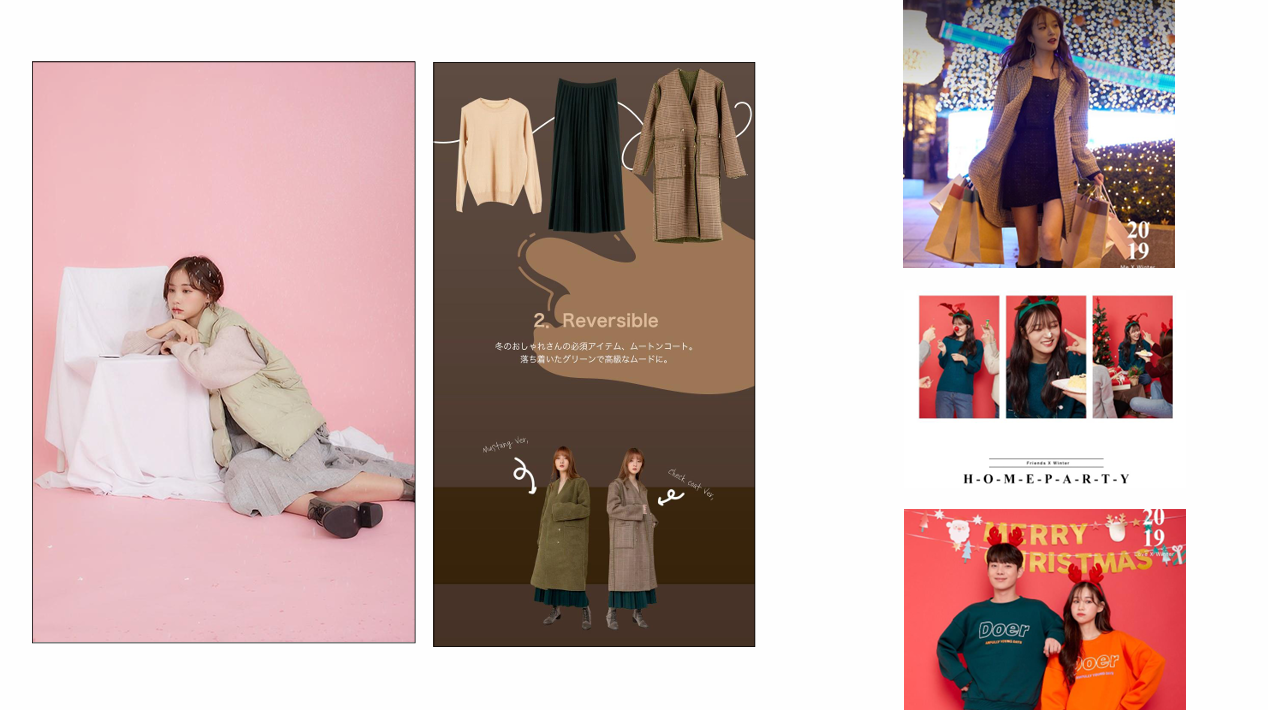 2. Reversible
冬のおしゃれさんの必須アイテム、ムートンコート。
落ち着いたグリーンで高級なムードに。
Mustang Ver,
Check coat Ver,
20
19
Me X Winter
Friends X Winter
H-O-M-E-P-A-R-T-Y
20
19
MERRY
CHRISTMAS
Doer
Doer